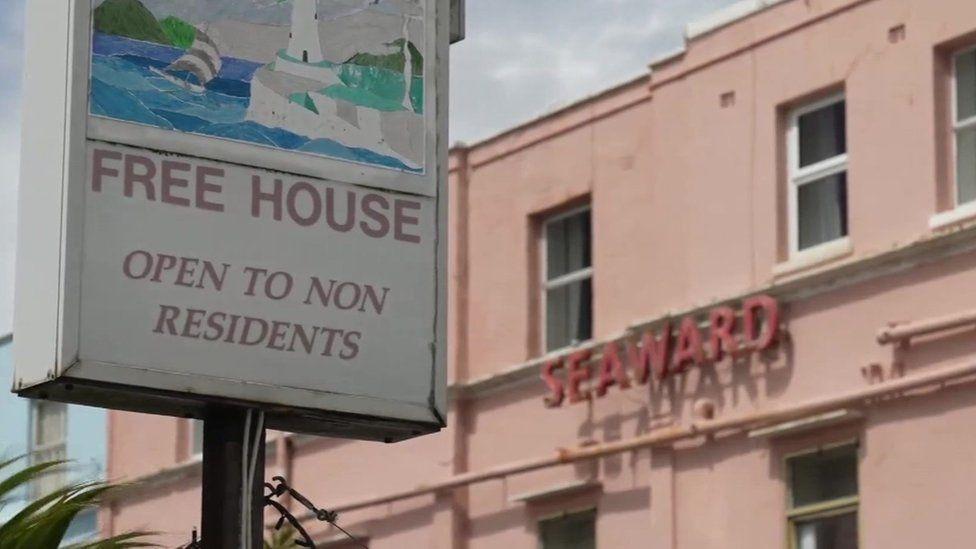 FREE HOUSE
OPEN TO NON
RESIDENTS
SEAWARD